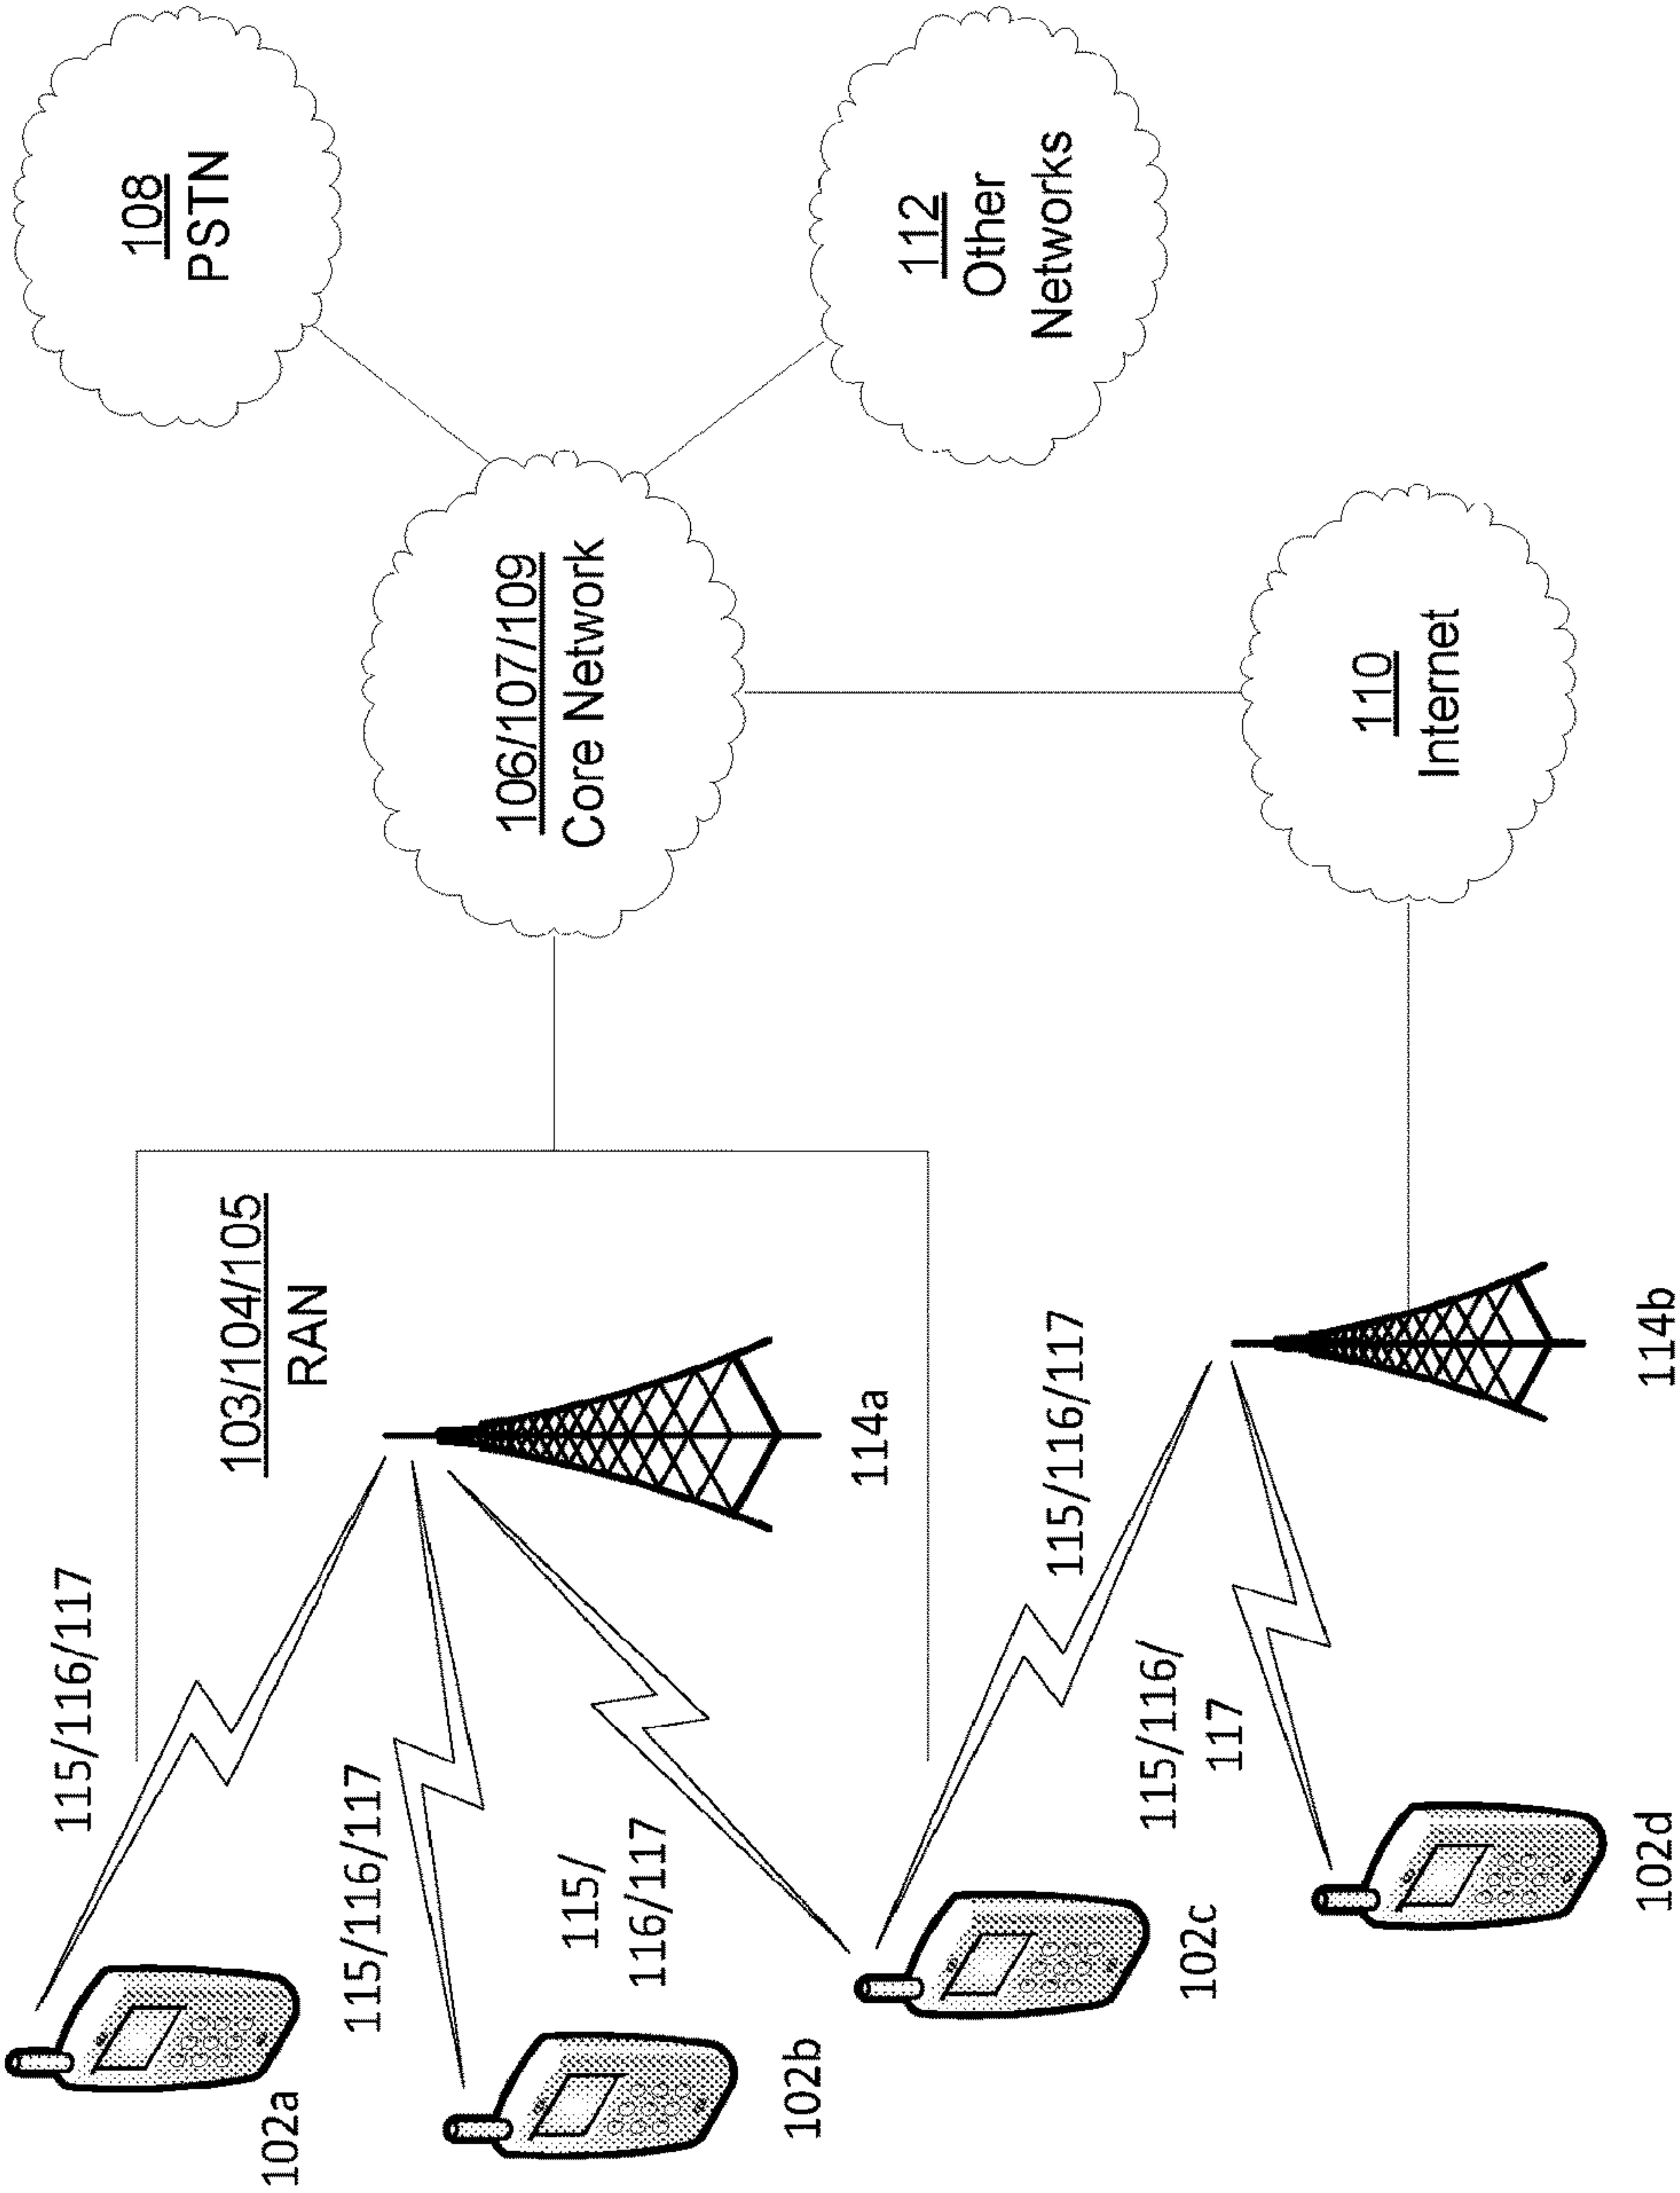 102a
115/116/117
103/104/105
RAN
108
PSTN
115/116/117
106/107/109
Core Network
102b
115/
116/117
114a
112
Other
Networks
102c
115/116/117
115/116/
117
110
Internet
102d
114b